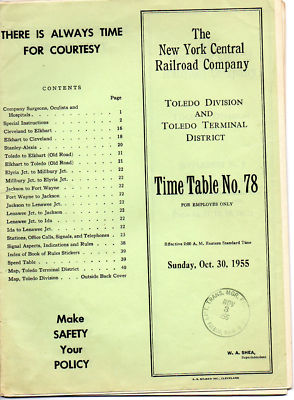 THERE IS ALWAYS TIME
FOR COURTESY
CONTENTS
Page
Company Surgeons, Oculists and
Hospitals 1
Special Instructions 2
Cleveland to Elkhart 16
Elkhart to Cleveland 18
Stanley-Alexis 20
Toledo to Elkhart (Old Road) 21
Elkhart to Toledo (Old Road) 21
Elyria Jct. to Millbury Jct. 22
Millbury Jct. to Elyria Jct. 22
Jackson to Fort Wayne 22
Fort Wayne to Jackson 22
Jackson to Lenawee Jct. 22
Lenawee Jct. to Jackson 22
Lenawee Jct. to Ida 22
Ida to Lenawee Jct. 22
Stations, Office Calls, Signals, and Telephones 23
Signal Aspects, Indications and Rules 38
Index of Book of Rules Stickers 39
Speed Table 39
Map, Toledo Terminal District 40
Map, Toledo Division Outside Back Cover
Make
SAFETY
Your
POLICY
The
New York Central
Railroad Company
TOLEDO DIVISION
AND
TOLEDO TERMINAL
DISTRICT
Time Table No. 78
FOR EMPLOYES ONLY
Effective 2:00 A. M. Eastern Standard Time
Sunday, Oct. 30, 1955
TRANS. MGR.
NOV
3
W. A. SHEA,
Superintendent